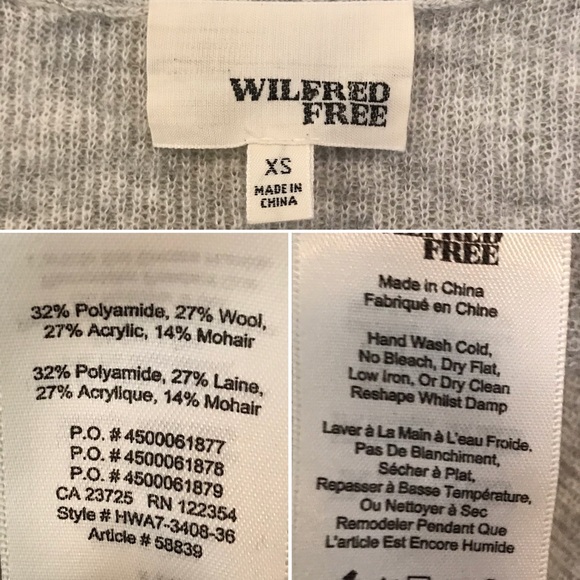 WILFRED
FREE
XS
MADE IN
CHINA
32% Polyamide, 27% Wool,
27% Acrylic, 14% Mohair
32% Polyamide, 27% Laine,
27% Acrylique, 14% Mohair
P.O. # 4500061877
P.O. # 4500061878
P.O. # 4500061879
CA 23725 RN 122354
Style # HWA7-3408-36
Article # 58839
FREE
Made in China
Fabriqué en Chine
Hand Wash Cold,
No Bleach, Dry Flat,
Low Iron, Or Dry Clean
Reshape Whilst Damp
Laver à La Main à L'eau Froide,
Pas De Blanchiment,
Sécher à Plat,
Repasser à Basse Température,
Ou Nettoyer à Sec
Remodeler Pendant Que
L'article Est Encore Humide